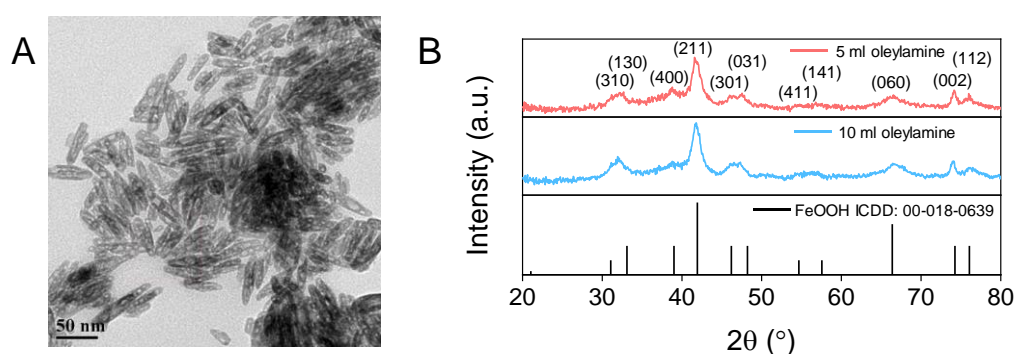 A
50 nm
B
Intensity (a.u.)
5 ml oleylamine
(310)
(130)
(400)
(211)
(301)
(031)
(411)
(141)
(060)
(002)
(112)
10 ml oleylamine
FeOOH ICDD: 00-018-0639
20 30 40 50 60 70 80
2θ (°)